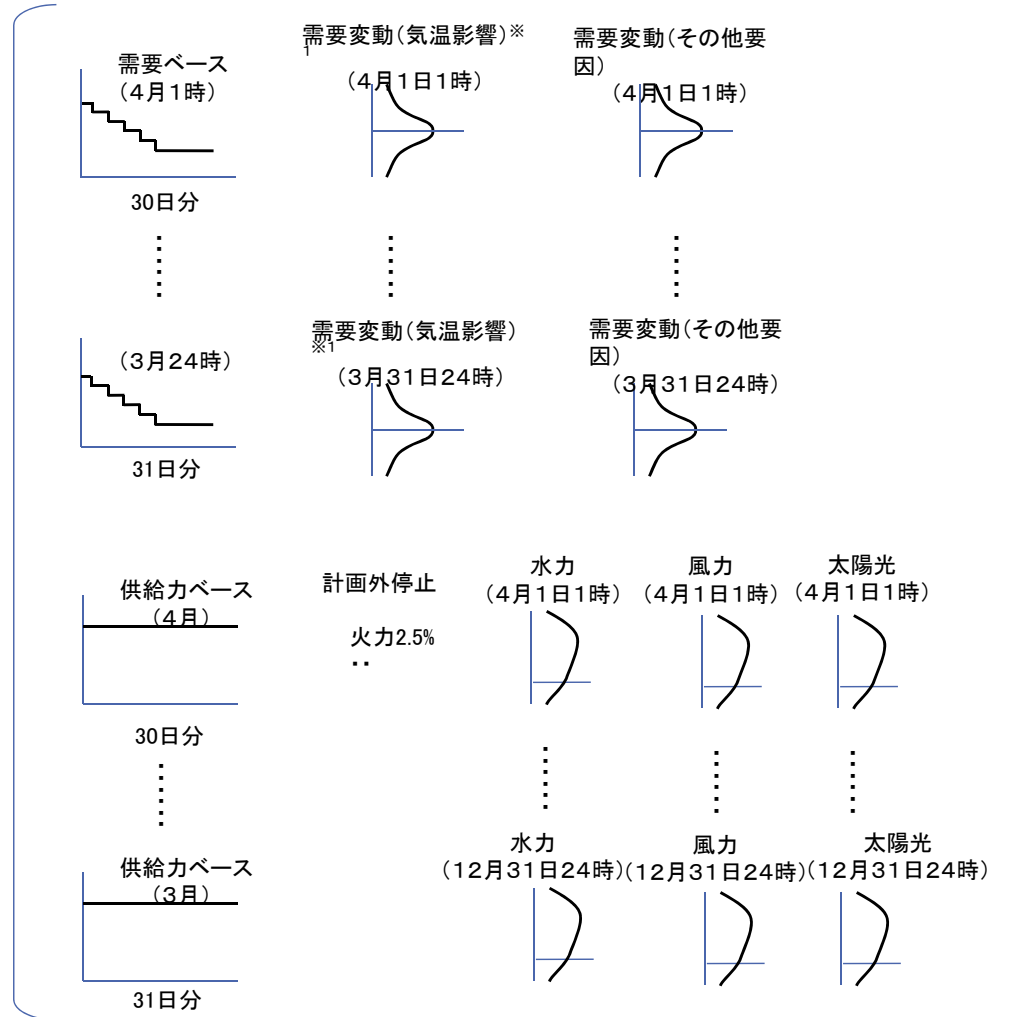 需要ベース
（４月１時）
30日分
需要変動（気温影響）※
1
（４月１日１時）
需要変動（その他要
因）
（４月１日１時）
（３月２４時）
31日分
需要変動（気温影響）
※1
（３月３１日２４時）
需要変動（その他要
因）
（３月３１日２４時）
供給力ベース
（４月）
30日分
計画外停止
火力2.5%
‥
水力
（４月１日１時）
風力
（４月１日１時）
太陽光
（４月１日１時）
供給力ベース
（３月）
31日分
水力
（１２月３１日２４時）
風力
（１２月３１日２４時）
太陽光
（１２月３１日２４時）